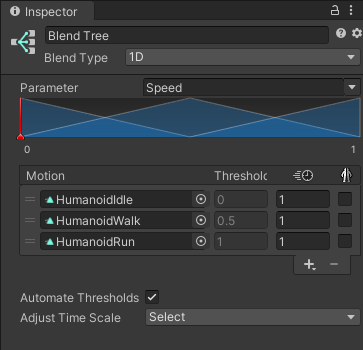 Inspector
Blend Tree
Blend Type 1D
Parameter Speed
0 1
Motion Threshold
HumanoidIdle 0 1
HumanoidWalk 0.5 1
HumanoidRun 1 1
+ −
Automate Thresholds
Adjust Time Scale Select